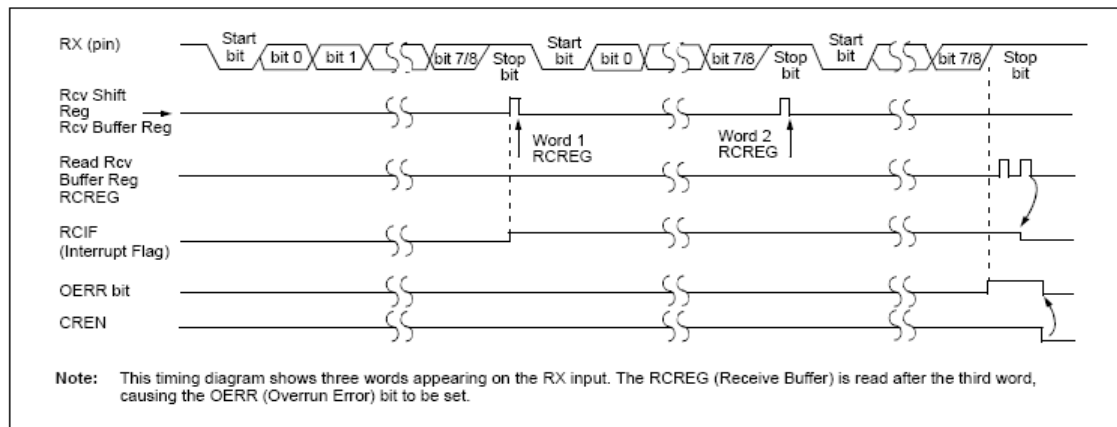 RX (pin)
Start bit
bit 0
bit 1
bit 7/8
Stop bit
Start bit
bit 0
bit 7/8
Stop bit
Start bit
bit 7/8
Stop bit
Rcv Shift
Reg
Rcv Buffer Reg
Word 1
RCREG
Word 2
RCREG
Read Rcv
Buffer Reg
RCREG
RCIF
(Interrupt Flag)
OERR bit
CREN
Note: This timing diagram shows three words appearing on the RX input. The RCREG (Receive Buffer) is read after the third word,
causing the OERR (Overrun Error) bit to be set.